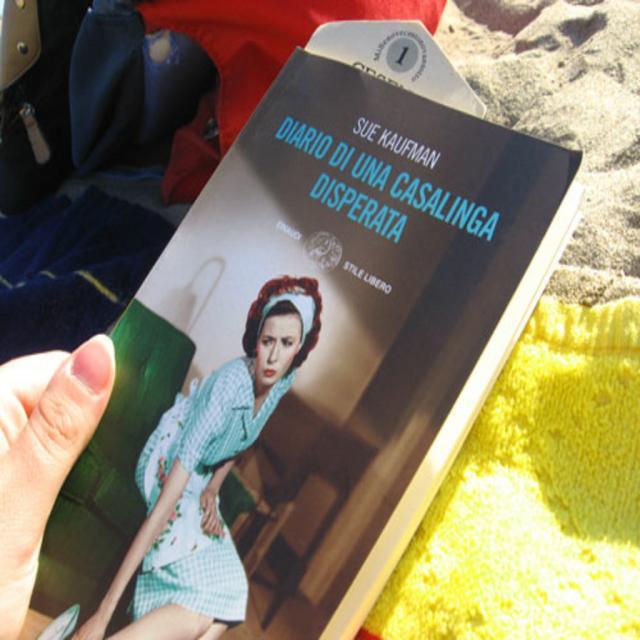 1
SUE KAUFMAN
DIARIO DI UNA CASALINGA
DISPERATA
EINAUDI
STILE LIBERO